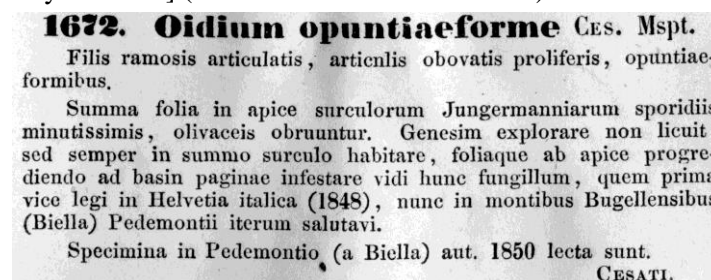 1672. Oidium opuntiaeforme Ces. Mspt.
Filis ramosis articulatis, articnlis obovatis proliferis, opuntiae-
formibus.
Summa folia in apice surculorum Jungermanniarum sporidiis
minutissimis, olivaceis obruuntur. Genesim explorare non licuit
sed semper in summo surculo habitare, foliaque ab apice progre-
diendo ad basin paginae infestare vidi hunc fungillum, quem prima
vice legi in Helvetia italica (1848), nunc in montibus Bugellensibus
(Biella) Pedemontii iterum salutavi.
Specimina in Pedemontio (a Biella) aut. 1850 lecta sunt.
Cesati.